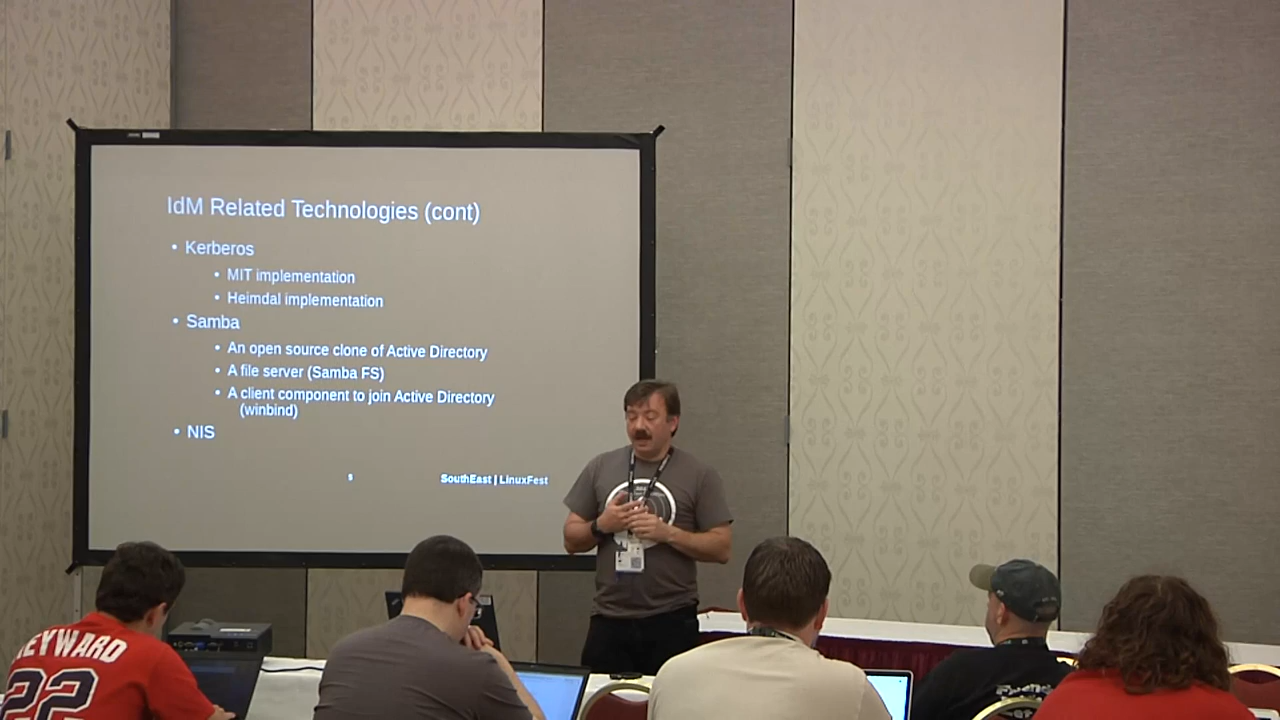 IdM Related Technologies (cont)
• Kerberos
• MIT implementation
• Heimdal implementation
• Samba
• An open source clone of Active Directory
• A file server (Samba FS)
• A client component to join Active Directory
(winbind)
• NIS
SouthEast | LinuxFest
EYWARD
22